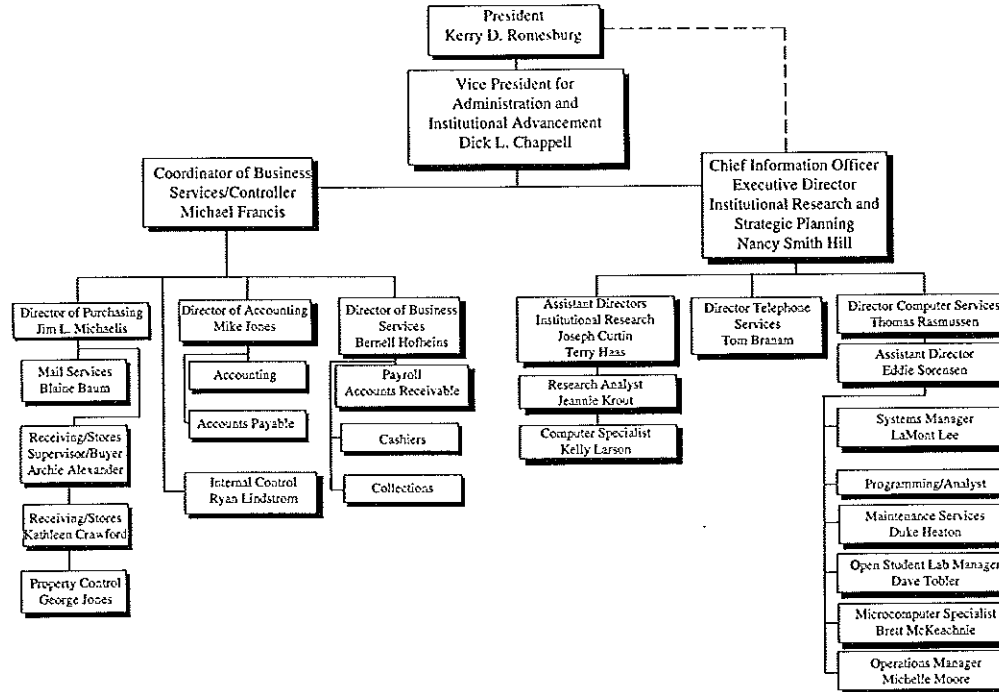 President
Kerry D. Romesburg
Vice President for
Administration and
Institutional Advancement
Dick L. Chappell
Coordinator of Business
Services/Controller
Michael Francis
Chief Information Officer
Executive Director
Institutional Research and
Strategic Planning
Nancy Smith Hill
Director of Purchasing
Jim L. Michaelis
Mail Services
Blaine Baum
Receiving/Stores
Supervisor/Buyer
Archie Alexander
Receiving/Stores
Kathleen Crawford
Property Control
George Jones
Director of Accounting
Mike Jones
Accounting
Accounts Payable
Internal Control
Ryan Lindstrom
Director of Business
Services
Bernell Hofheins
Payroll
Accounts Receivable
Cashiers
Collections
Assistant Directors
Institutional Research
Joseph Curtin
Terry Haas
Research Analyst
Jeannie Krout
Computer Specialist
Kelly Larson
Director Telephone
Services
Tom Branam
Director Computer Services
Thomas Rasmussen
Assistant Director
Eddie Sorensen
Systems Manager
LaMont Lee
Programming/Analyst
Maintenance Services
Duke Heaton
Open Student Lab Manager
Dave Tobler
Microcomputer Specialist
Brett McKeachnie
Operations Manager
Michelle Moore